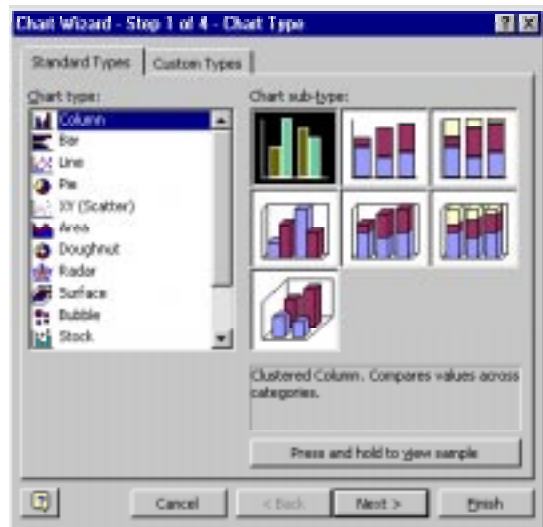 Chart Wizard - Step 1 of 4 - Chart Type
Standard Types
Custom Types
Chart type:
Column
Bar
Line
Pie
XY (Scatter)
Area
Doughnut
Radar
Surface
Bubble
Stock
Chart sub-type:
Clustered Column. Compares values across
categories.
Press and hold to view sample
Cancel
< Back
Next >
Finish